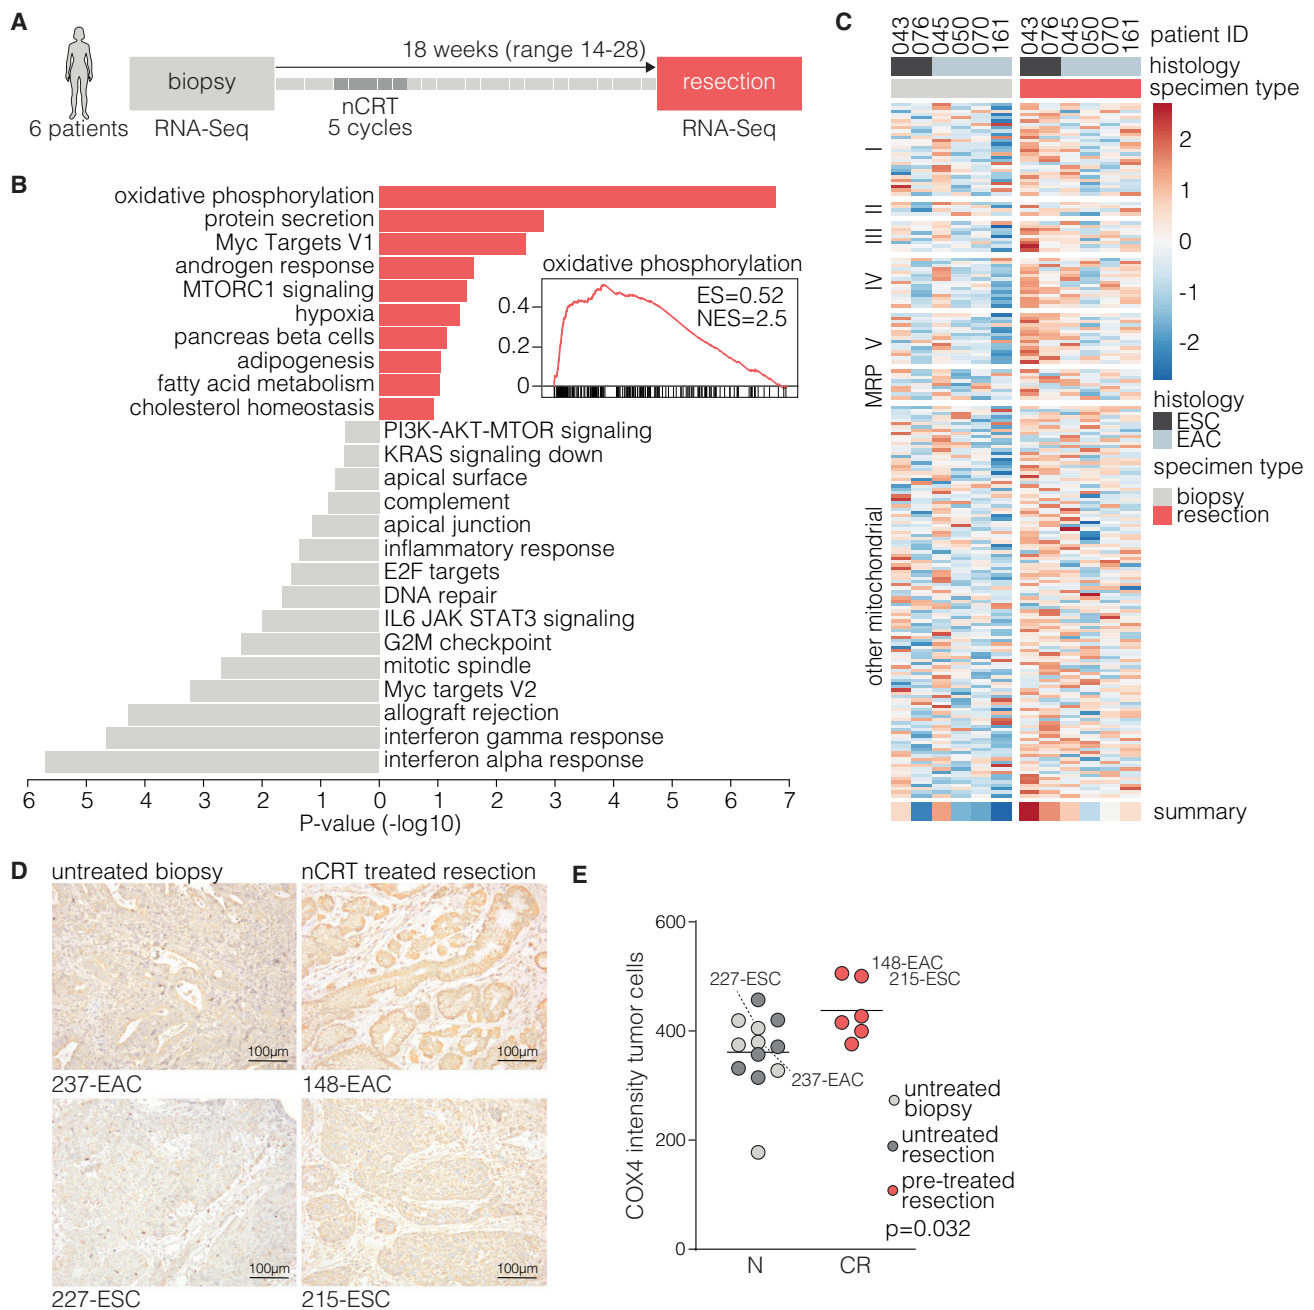 A
18 weeks (range 14-28)
biopsy
resection
nCRT
5 cycles
6 patients
RNA-Seq
RNA-Seq
B
oxidative phosphorylation
protein secretion
Myc Targets V1
androgen response
MTORC1 signaling
hypoxia
pancreas beta cells
adipogenesis
fatty acid metabolism
cholesterol homeostasis
oxidative phosphorylation
ES=0.52
NES=2.5
0.4
0.2
0
PI3K-AKT-MTOR signaling
KRAS signaling down
apical surface
complement
apical junction
inflammatory response
E2F targets
DNA repair
IL6 JAK STAT3 signaling
G2M checkpoint
mitotic spindle
Myc targets V2
allograft rejection
interferon gamma response
interferon alpha response
6 5 4 3 2 1 0 1 2 3 4 5 6 7
P-value (-log10)
C
043 076 045 050 070 161 043 076 045 050 070 161
patient ID
histology
specimen type
I
II
III
IV
V
MRP
other mitochondrial
2
1
0
-1
-2
histology
ESC
EAC
specimen type
biopsy
resection
summary
D
untreated biopsy
nCRT treated resection
100µm
100µm
237-EAC
148-EAC
100µm
100µm
227-ESC
215-ESC
E
COX4 intensity tumor cells
600
400
200
0
227-ESC
237-EAC
148-EAC
215-ESC
untreated
biopsy
untreated
resection
pre-treated
resection
p=0.032
N
CR